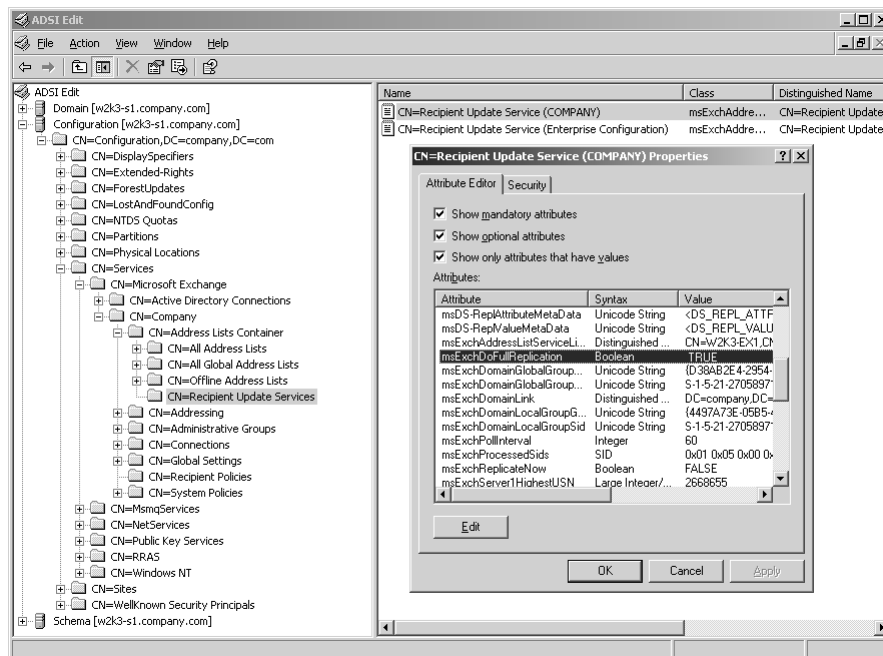 ADSI Edit
File Action View Window Help
ADSI Edit
Domain [w2k3-s1.company.com]
Configuration [w2k3-s1.company.com]
CN=Configuration,DC=company,DC=com
CN=DisplaySpecifiers
CN=Extended-Rights
CN=ForestUpdates
CN=LostAndFoundConfig
CN=NTDS Quotas
CN=Partitions
CN=Physical Locations
CN=Services
CN=Microsoft Exchange
CN=Active Directory Connections
CN=Company
CN=Address Lists Container
CN=All Address Lists
CN=All Global Address Lists
CN=Offline Address Lists
CN=Recipient Update Services
CN=Addressing
CN=Administrative Groups
CN=Connections
CN=Global Settings
CN=Recipient Policies
CN=System Policies
CN=MsmqServices
CN=NetServices
CN=Public Key Services
CN=RRAS
CN=Windows NT
CN=Sites
CN=WellKnown Security Principals
Schema [w2k3-s1.company.com]
Name Class Distinguished Name
CN=Recipient Update Service (COMPANY) msExchAddre... CN=Recipient Update
CN=Recipient Update Service (Enterprise Configuration) msExchAddre... CN=Recipient Update
CN=Recipient Update Service (COMPANY) Properties
Attribute Editor Security
Show mandatory attributes
Show optional attributes
Show only attributes that have values
Attributes:
Attribute Syntax Value
msDS-ReplAttributeMetaData Unicode String <DS_REPL_ATTF
msDS-ReplValueMetaData Unicode String <DS_REPL_VALU
msExchAddressListServiceLi... Distinguished ... CN=W2K3-EX1,CN
msExchDoFullReplication Boolean TRUE
msExchDomainGlobalGroup... Unicode String {D38AB2E4-2954-
msExchDomainGlobalGroup... Unicode String S-1-5-21-2705897
msExchDomainLink Distinguished ... DC=company,DC=
msExchDomainLocalGroupG... Unicode String {4497A73E-05B5-4
msExchDomainLocalGroupSid Unicode String S-1-5-21-2705897
msExchPollInterval Integer 60
msExchProcessedSids SID 0x01 0x05 0x00 0x
msExchReplicateNow Boolean FALSE
msExchServer1HighestUSN Large Integer/... 2668655
Edit
OK Cancel Apply